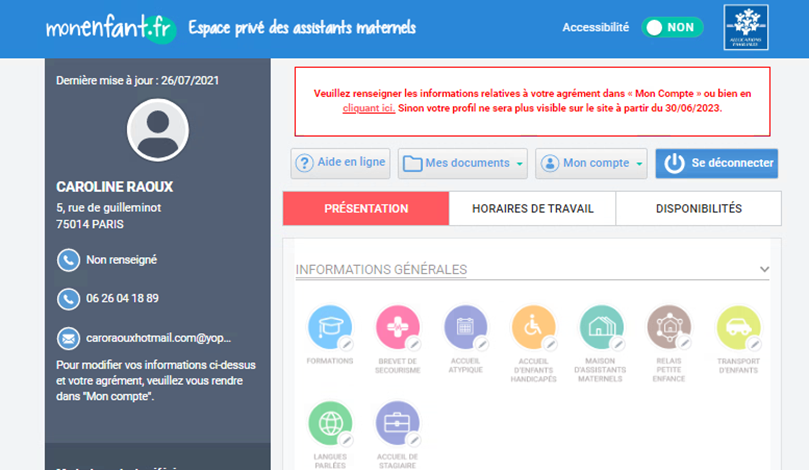 monenfant.fr
Espace privé des assistants maternels
Accessibilité
NON
ALLOCATIONS
FAMILIALES
Dernière mise à jour : 26/07/2021
CAROLINE RAOUX
5, rue de guilleminot
75014 PARIS
Non renseigné
06 26 04 18 89
caroraouxhotmail.com@yop...
Pour modifier vos informations ci-dessus
et votre agrément, veuillez vous rendre
dans "Mon compte".
Veuillez renseigner les informations relatives à votre agrément dans « Mon Compte » ou bien en
cliquant ici. Sinon votre profil ne sera plus visible sur le site à partir du 30/06/2023.
? Aide en ligne
Mes documents
Mon compte
Se déconnecter
PRÉSENTATION
HORAIRES DE TRAVAIL
DISPONIBILITÉS
INFORMATIONS GÉNÉRALES
FORMATIONS
BREVET DE
SECOURISME
ACCUEIL
ATYPIQUE
ACCUEIL
D'ENFANTS
HANDICAPÉS
MAISON
D'ASSISTANTS
MATERNELS
RELAIS
PETITE
ENFANCE
TRANSPORT
D'ENFANTS
LANGUES
PARLÉES
ACCUEIL DE
STAGIAIRE